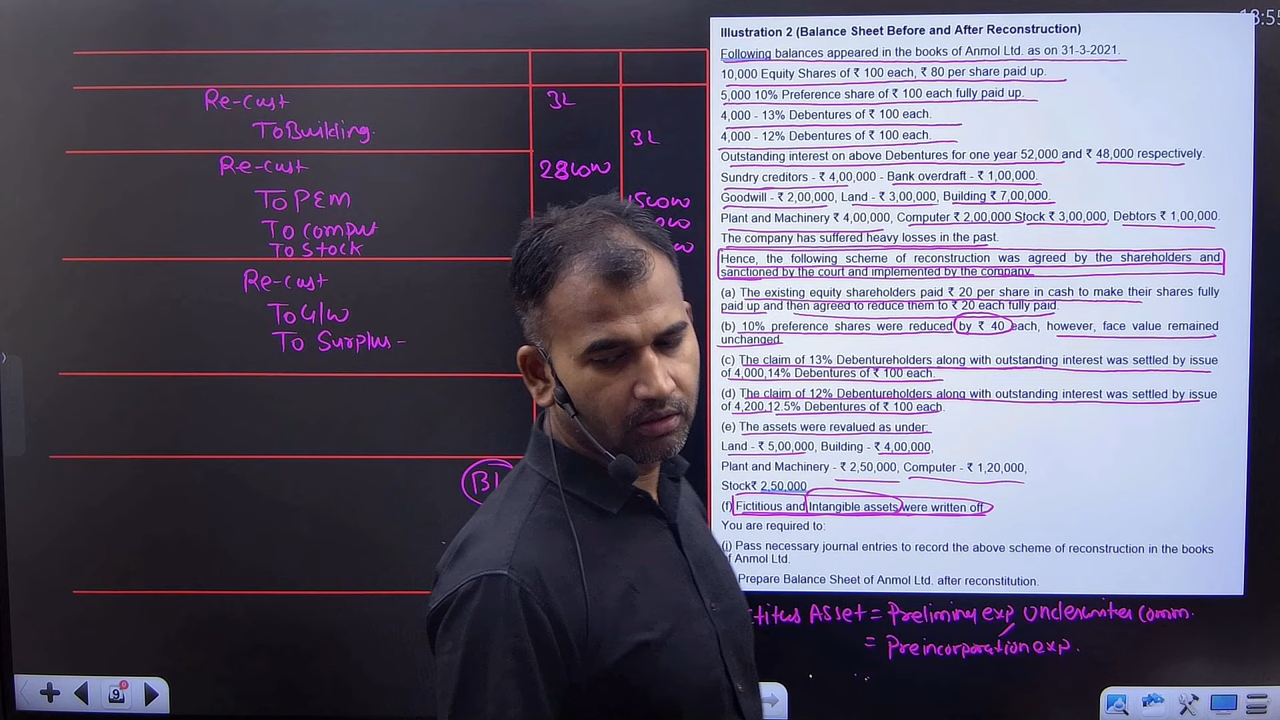 18:55
Re-cust 3L
To Building.
3L
Re-cust 28000
To P&M 15000
To comput
To Stock
Re-cust
To G/W
To Surplus -
Illustration 2 (Balance Sheet Before and After Reconstruction)
Following balances appeared in the books of Anmol Ltd. as on 31-3-2021.
10,000 Equity Shares of ₹ 100 each, ₹ 80 per share paid up.
5,000 10% Preference share of ₹ 100 each fully paid up.
4,000 - 13% Debentures of ₹ 100 each.
4,000 - 12% Debentures of ₹ 100 each.
Outstanding interest on above Debentures for one year 52,000 and ₹ 48,000 respectively.
Sundry creditors - ₹ 4,00,000 - Bank overdraft - ₹ 1,00,000.
Goodwill - ₹ 2,00,000, Land - ₹ 3,00,000, Building ₹ 7,00,000.
Plant and Machinery ₹ 4,00,000, Computer ₹ 2,00,000 Stock ₹ 3,00,000, Debtors ₹ 1,00,000.
The company has suffered heavy losses in the past.
Hence, the following scheme of reconstruction was agreed by the shareholders and
sanctioned by the court and implemented by the company.
(a) The existing equity shareholders paid ₹ 20 per share in cash to make their shares fully
paid up and then agreed to reduce them to ₹ 20 each fully paid.
(b) 10% preference shares were reduced by ₹ 40 each, however, face value remained
unchanged.
(c) The claim of 13% Debentureholders along with outstanding interest was settled by issue
of 4,000,14% Debentures of ₹ 100 each.
(d) The claim of 12% Debentureholders along with outstanding interest was settled by issue
of 4,200,12.5% Debentures of ₹ 100 each.
(e) The assets were revalued as under:
Land - ₹ 5,00,000, Building - ₹ 4,00,000,
Plant and Machinery - ₹ 2,50,000, Computer - ₹ 1,20,000,
Stock₹ 2,50,000
(f) Fictitious and Intangible assets were written off.
You are required to:
(i) Pass necessary journal entries to record the above scheme of reconstruction in the books
f Anmol Ltd.
Prepare Balance Sheet of Anmol Ltd. after reconstitution.
titus Asset = Preliminy exp Underwriter comm.
= Preincorporation exp.
9